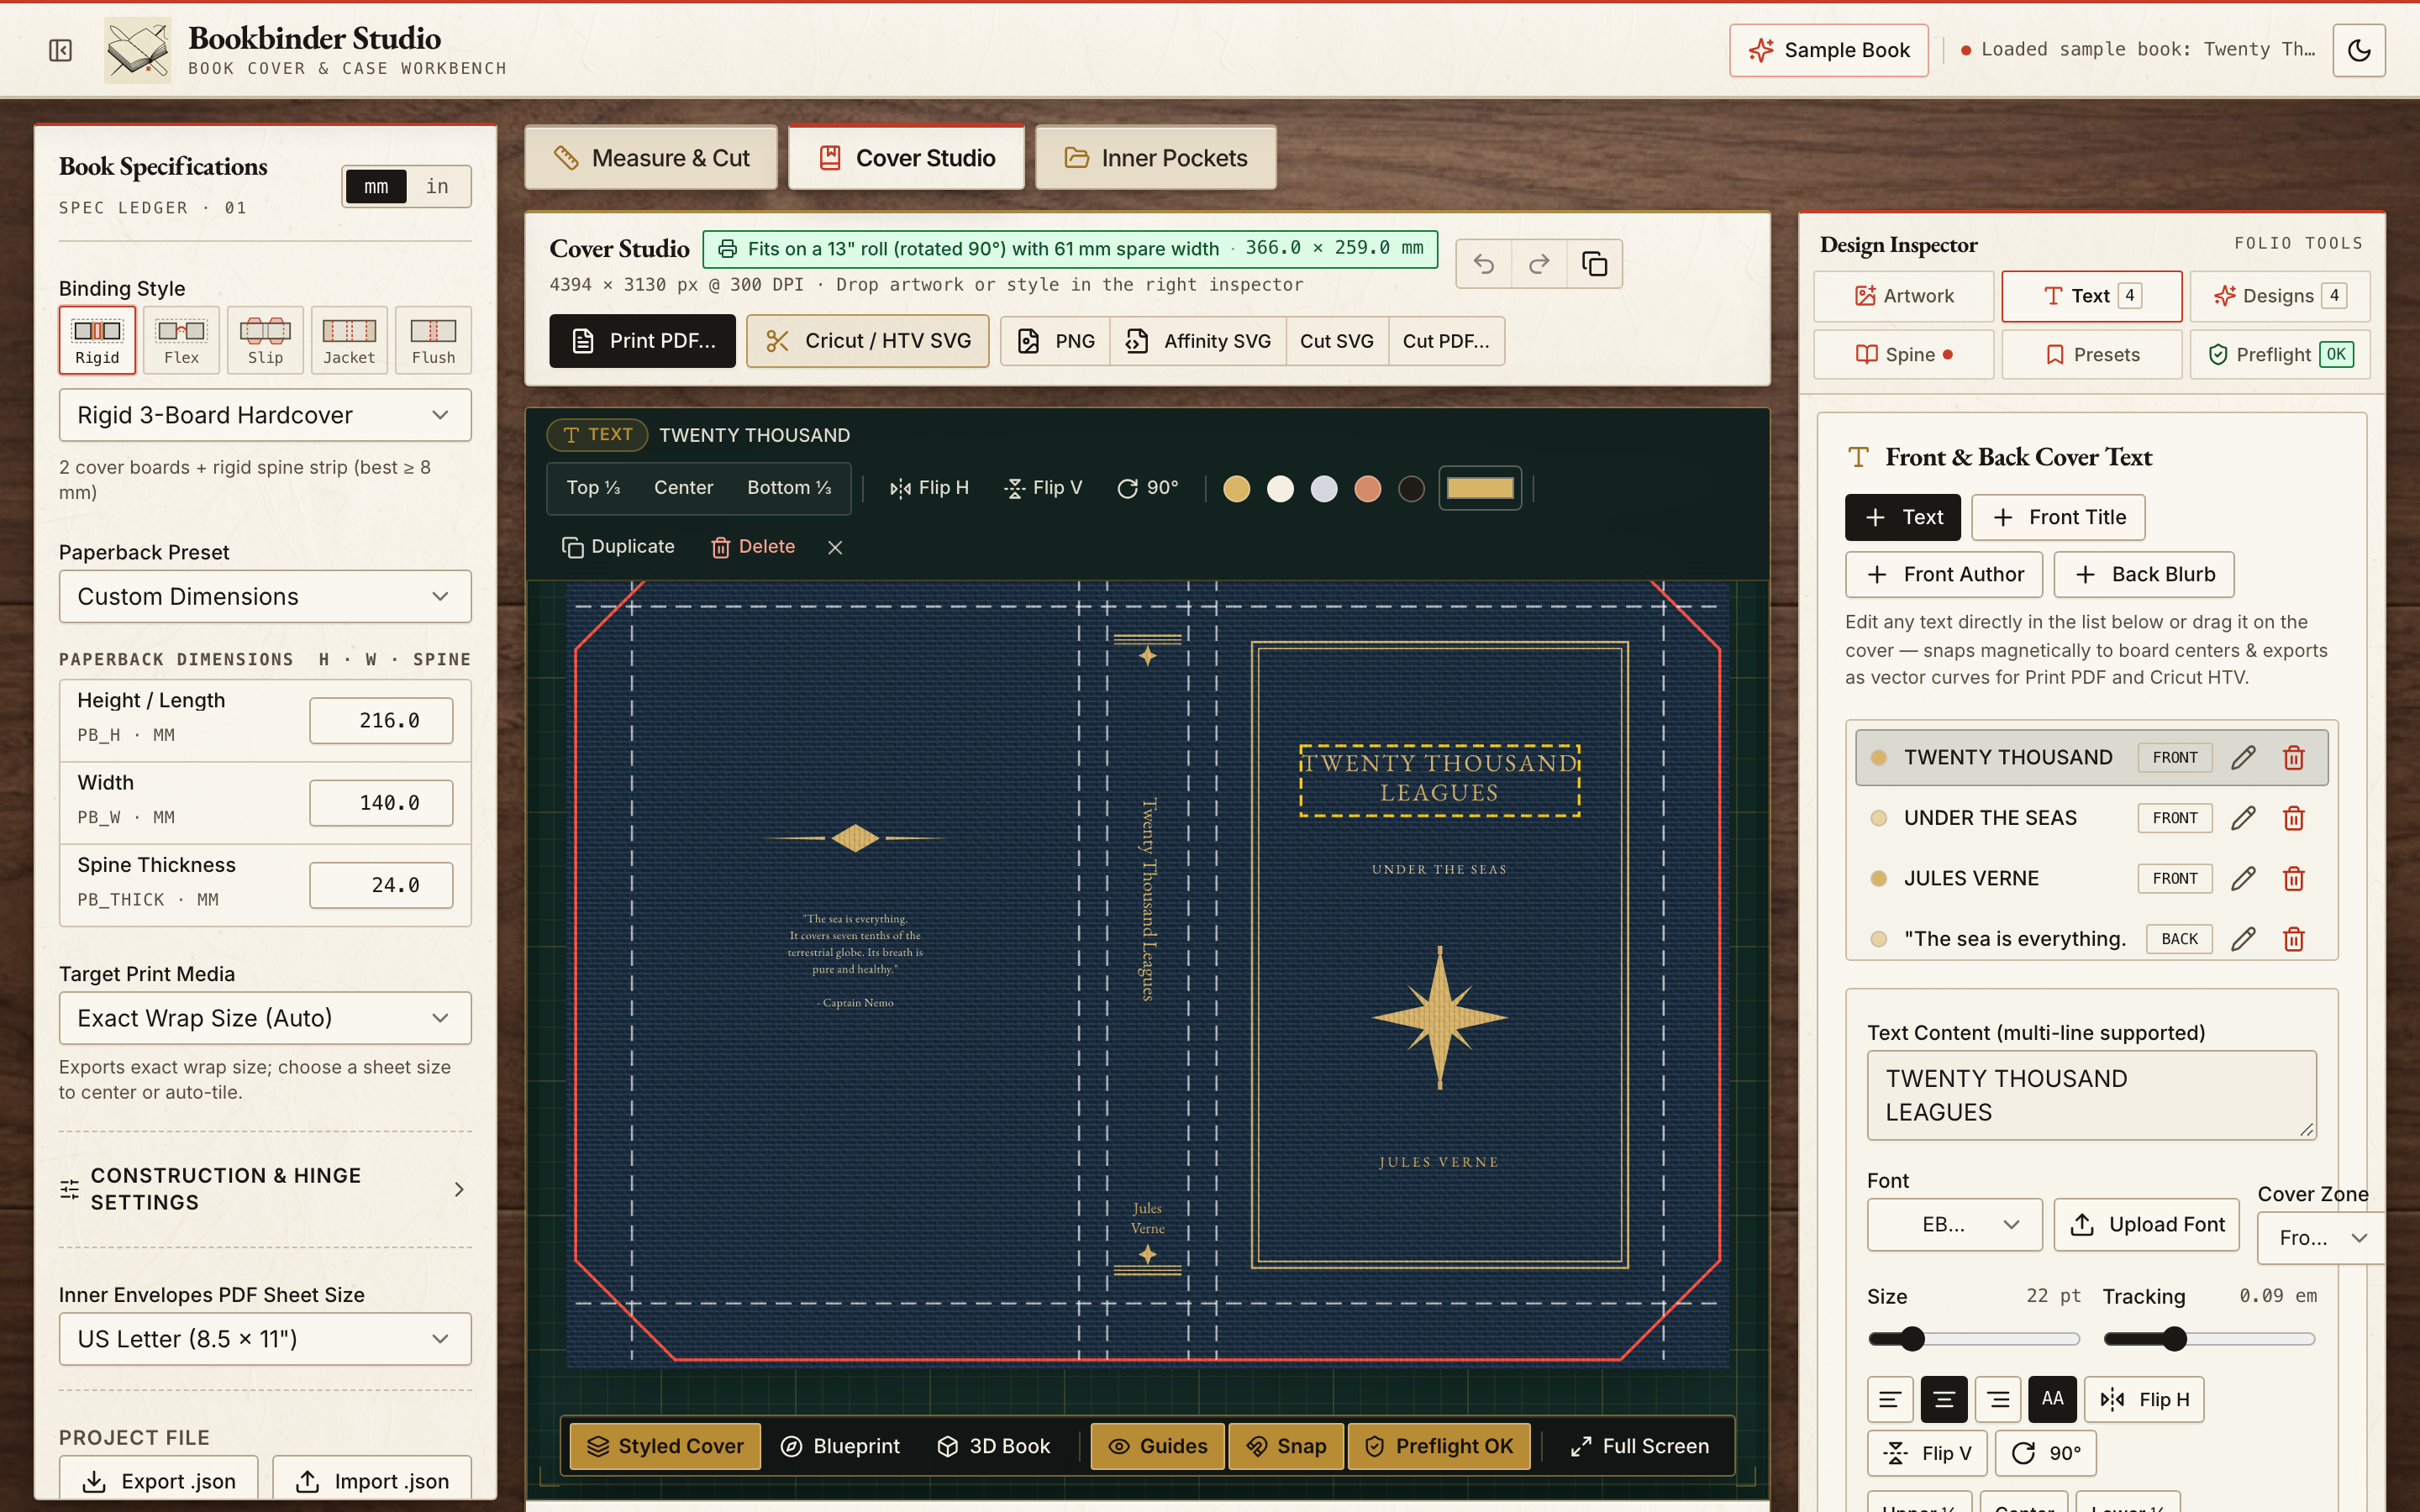 Bookbinder Studio
BOOK COVER & CASE WORKBENCH
Sample Book
Loaded sample book: Twenty Th…
Book Specifications
SPEC LEDGER · 01
mm
in
Binding Style
Rigid
Flex
Slip
Jacket
Flush
Rigid 3-Board Hardcover
2 cover boards + rigid spine strip (best ≥ 8
mm)
Paperback Preset
Custom Dimensions
PAPERBACK DIMENSIONS
H · W · SPINE
Height / Length
PB_H · MM
216.0
Width
PB_W · MM
140.0
Spine Thickness
PB_THICK · MM
24.0
Target Print Media
Exact Wrap Size (Auto)
Exports exact wrap size; choose a sheet size
to center or auto-tile.
CONSTRUCTION & HINGE
SETTINGS
Inner Envelopes PDF Sheet Size
US Letter (8.5 × 11")
PROJECT FILE
Export .json
Import .json
Measure & Cut
Cover Studio
Inner Pockets
Cover Studio
Fits on a 13" roll (rotated 90°) with 61 mm spare width · 366.0 × 259.0 mm
4394 × 3130 px @ 300 DPI · Drop artwork or style in the right inspector
Print PDF...
Cricut / HTV SVG
PNG
Affinity SVG
Cut SVG
Cut PDF...
TEXT
TWENTY THOUSAND
Top ⅓
Center
Bottom ⅓
Flip H
Flip V
90°
Duplicate
Delete
"The sea is everything.
It covers seven tenths of the
terrestrial globe. Its breath is
pure and healthy."
- Captain Nemo
Twenty Thousand Leagues
Jules
Verne
TWENTY THOUSAND
LEAGUES
UNDER THE SEAS
JULES VERNE
Styled Cover
Blueprint
3D Book
Guides
Snap
Preflight OK
Full Screen
Design Inspector
FOLIO TOOLS
Artwork
Text 4
Designs 4
Spine
Presets
Preflight OK
Front & Back Cover Text
Text
Front Title
Front Author
Back Blurb
Edit any text directly in the list below or drag it on the
cover — snaps magnetically to board centers & exports
as vector curves for Print PDF and Cricut HTV.
TWENTY THOUSAND
FRONT
UNDER THE SEAS
FRONT
JULES VERNE
FRONT
"The sea is everything.
BACK
Text Content (multi-line supported)
TWENTY THOUSAND
LEAGUES
Font
EB...
Upload Font
Cover Zone
Fro...
Size
22 pt
Tracking
0.09 em
AA
Flip H
Flip V
90°